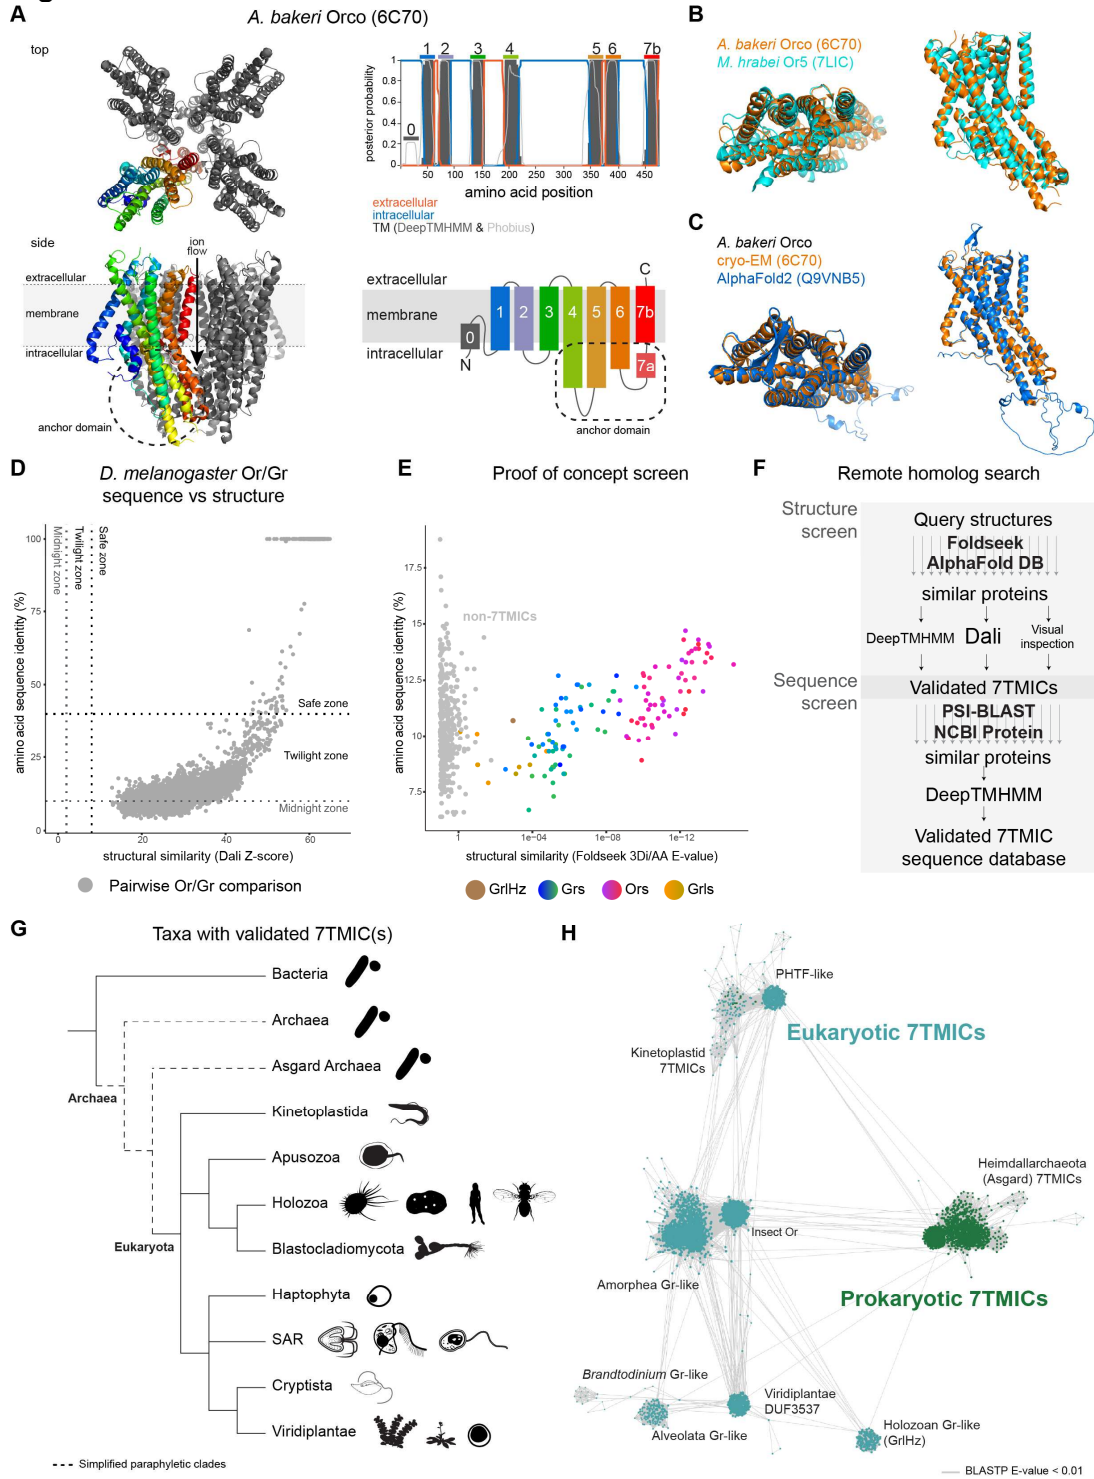 A
A. bakeri Orco (6C70)
top
1 2 3 4 5 6 7b
0
posterior probability
1
0.8
0.6
0.4
0.2
0
1
0.8
0.6
0.4
0.2
0
50 100 150 200 250 300 350 400 450
amino acid position
extracellular
intracellular
TM (DeepTMHMM & Phobius)
side
ion
flow
extracellular
membrane
intracellular
anchor domain
extracellular
membrane
intracellular
C
N
0 1 2 3 4 5 6 7b
7a
anchor domain
B
A. bakeri Orco (6C70)
M. hrabei Or5 (7LIC)
C
A. bakeri Orco
cryo-EM (6C70)
AlphaFold2 (Q9VNB5)
D
D. melanogaster Or/Gr
sequence vs structure
Midnight zone
Twilight zone
Safe zone
amino acid sequence identity (%)
100
75
50
25
0
Safe zone
Twilight zone
Midnight zone
0 20 40 60
structural similarity (Dali Z-score)
Pairwise Or/Gr comparison
E
Proof of concept screen
amino acid sequence identity (%)
17.5
15
12.5
10
7.5
non-7TMICs
1 1e-04 1e-08 1e-12
structural similarity (Foldseek 3Di/AA E-value)
GrlHz Grs Ors Grls
F
Remote homolog search
Structure
screen
Query structures
Foldseek
AlphaFold DB
similar proteins
DeepTMHMM Dali Visual
inspection
Sequence
screen
Validated 7TMICs
PSI-BLAST
NCBI Protein
similar proteins
DeepTMHMM
Validated 7TMIC
sequence database
G
Taxa with validated 7TMIC(s)
Bacteria
Archaea
Asgard Archaea
Archaea
Kinetoplastida
Apusozoa
Holozoa
Eukaryota
Blastocladiomycota
Haptophyta
SAR
Cryptista
Viridiplantae
Simplified paraphyletic clades
H
PHTF-like
Eukaryotic 7TMICs
Kinetoplastid
7TMICs
Heimdallarchaeota
(Asgard) 7TMICs
Insect Or
Amorphea Gr-like
Prokaryotic 7TMICs
Brandtodinium Gr-like
Viridiplantae
DUF3537
Alveolata Gr-like
Holozoan Gr-like
(GrlHz)
BLASTP E-value < 0.01